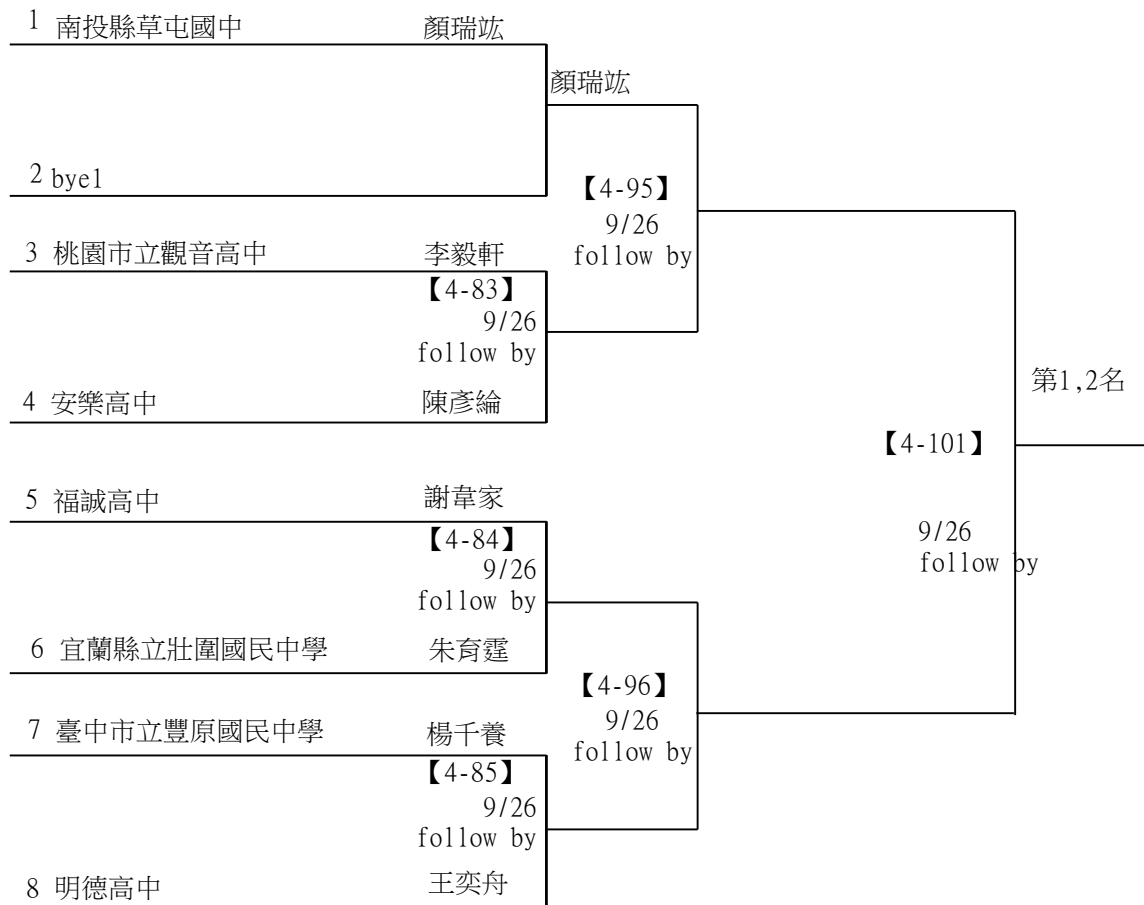 1 南投縣草屯國中 顏瑞竑
顏瑞竑
2 bye1
【4-95】
9/26
follow by
3 桃園市立觀音高中 李毅軒
【4-83】
9/26
follow by
4 安樂高中 陳彥綸
第1,2名
【4-101】
9/26
follow by
5 福誠高中 謝韋家
【4-84】
9/26
follow by
6 宜蘭縣立壯圍國民中學 朱育霆
【4-96】
9/26
follow by
7 臺中市立豐原國民中學 楊千養
【4-85】
9/26
follow by
8 明德高中 王奕舟